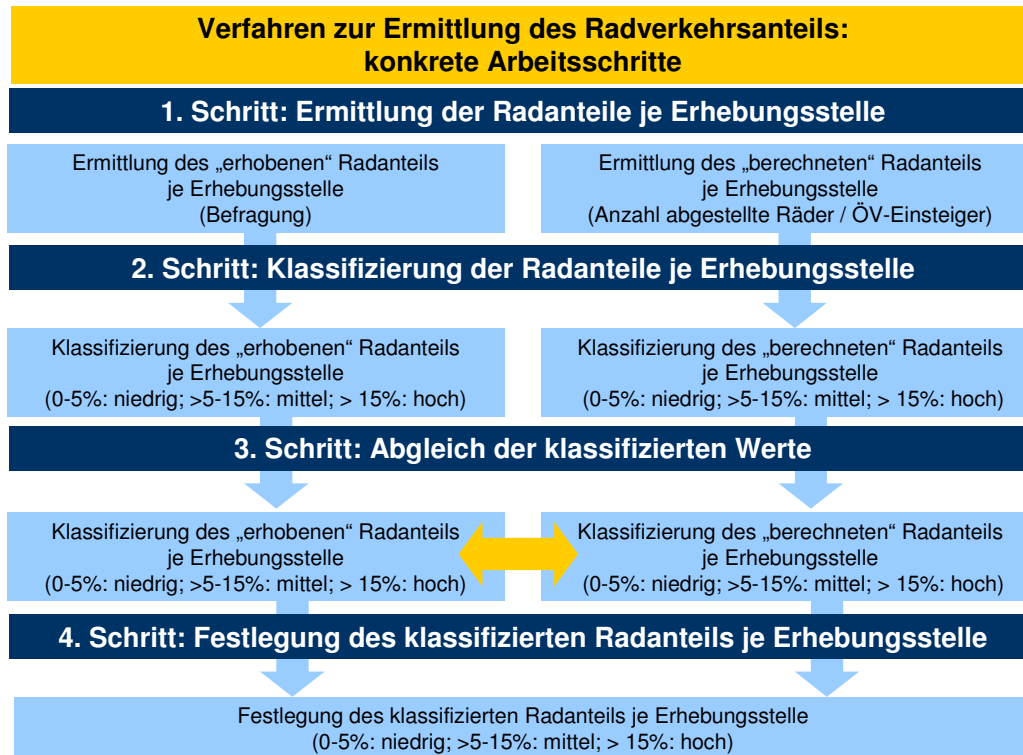 Verfahren zur Ermittlung des Radverkehrsanteils:
konkrete Arbeitsschritte
1. Schritt: Ermittlung der Radanteile je Erhebungsstelle
Ermittlung des „erhobenen“ Radanteils
je Erhebungsstelle
(Befragung)
Ermittlung des „berechneten“ Radanteils
je Erhebungsstelle
(Anzahl abgestellte Räder / ÖV-Einsteiger)
2. Schritt: Klassifizierung der Radanteile je Erhebungsstelle
Klassifizierung des „erhobenen“ Radanteils
je Erhebungsstelle
(0-5%: niedrig; >5-15%: mittel; > 15%: hoch)
Klassifizierung des „berechneten“ Radanteils
je Erhebungsstelle
(0-5%: niedrig; >5-15%: mittel; > 15%: hoch)
3. Schritt: Abgleich der klassifizierten Werte
Klassifizierung des „erhobenen“ Radanteils
je Erhebungsstelle
(0-5%: niedrig; >5-15%: mittel; > 15%: hoch)
Klassifizierung des „berechneten“ Radanteils
je Erhebungsstelle
(0-5%: niedrig; >5-15%: mittel; > 15%: hoch)
4. Schritt: Festlegung des klassifizierten Radanteils je Erhebungsstelle
Festlegung des klassifizierten Radanteils je Erhebungsstelle
(0-5%: niedrig; >5-15%: mittel; > 15%: hoch)